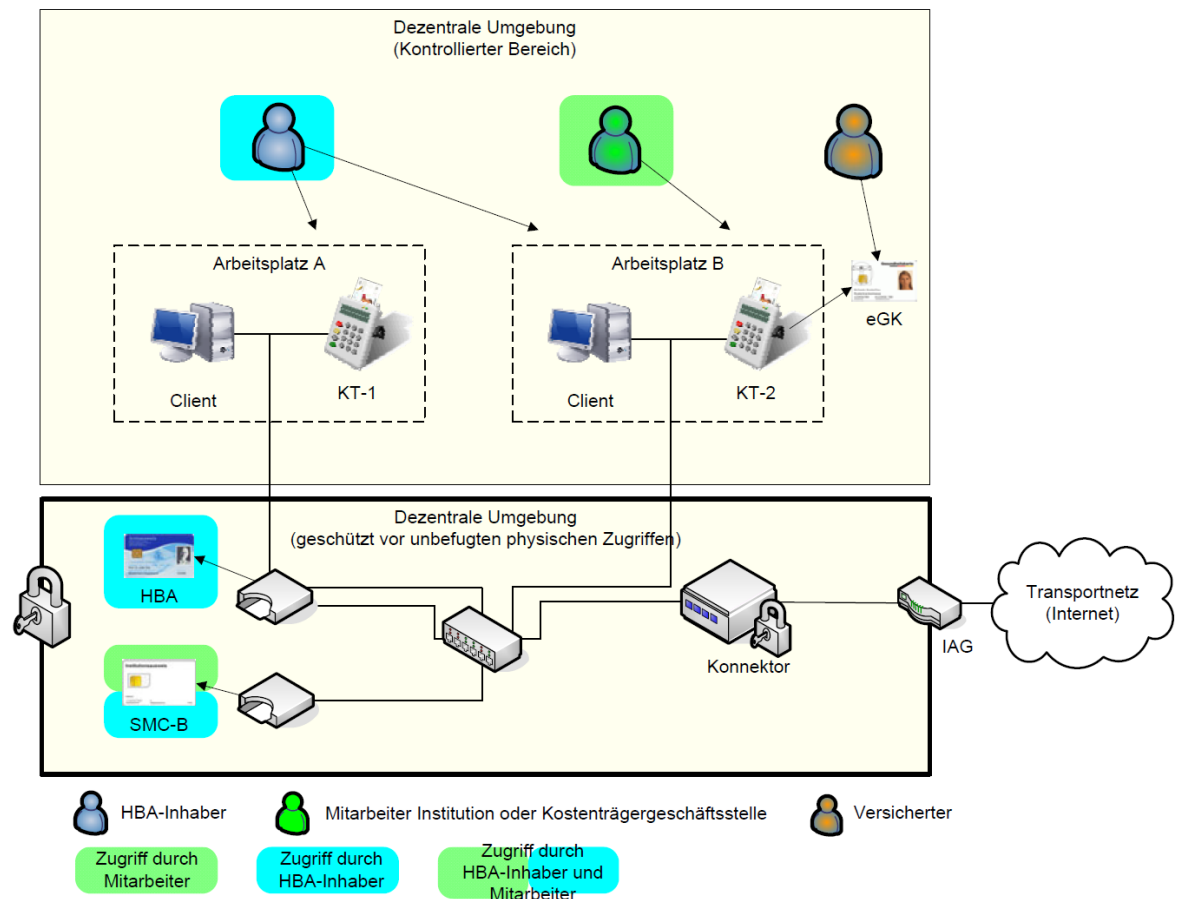 Dezentrale Umgebung
(Kontrollierter Bereich)
Arbeitsplatz A
Arbeitsplatz B
eGK
Client
KT-1
Client
KT-2
Dezentrale Umgebung
(geschützt vor unbefugten physischen Zugriffen)
HBA
Transportnetz
(Internet)
IAG
Konnektor
SMC-B
HBA-Inhaber
Mitarbeiter Institution oder Kostenträgergeschäftsstelle
Versicherter
Zugriff durch
Mitarbeiter
Zugriff durch
HBA-Inhaber
Zugriff durch
HBA-Inhaber und
Mitarbeiter